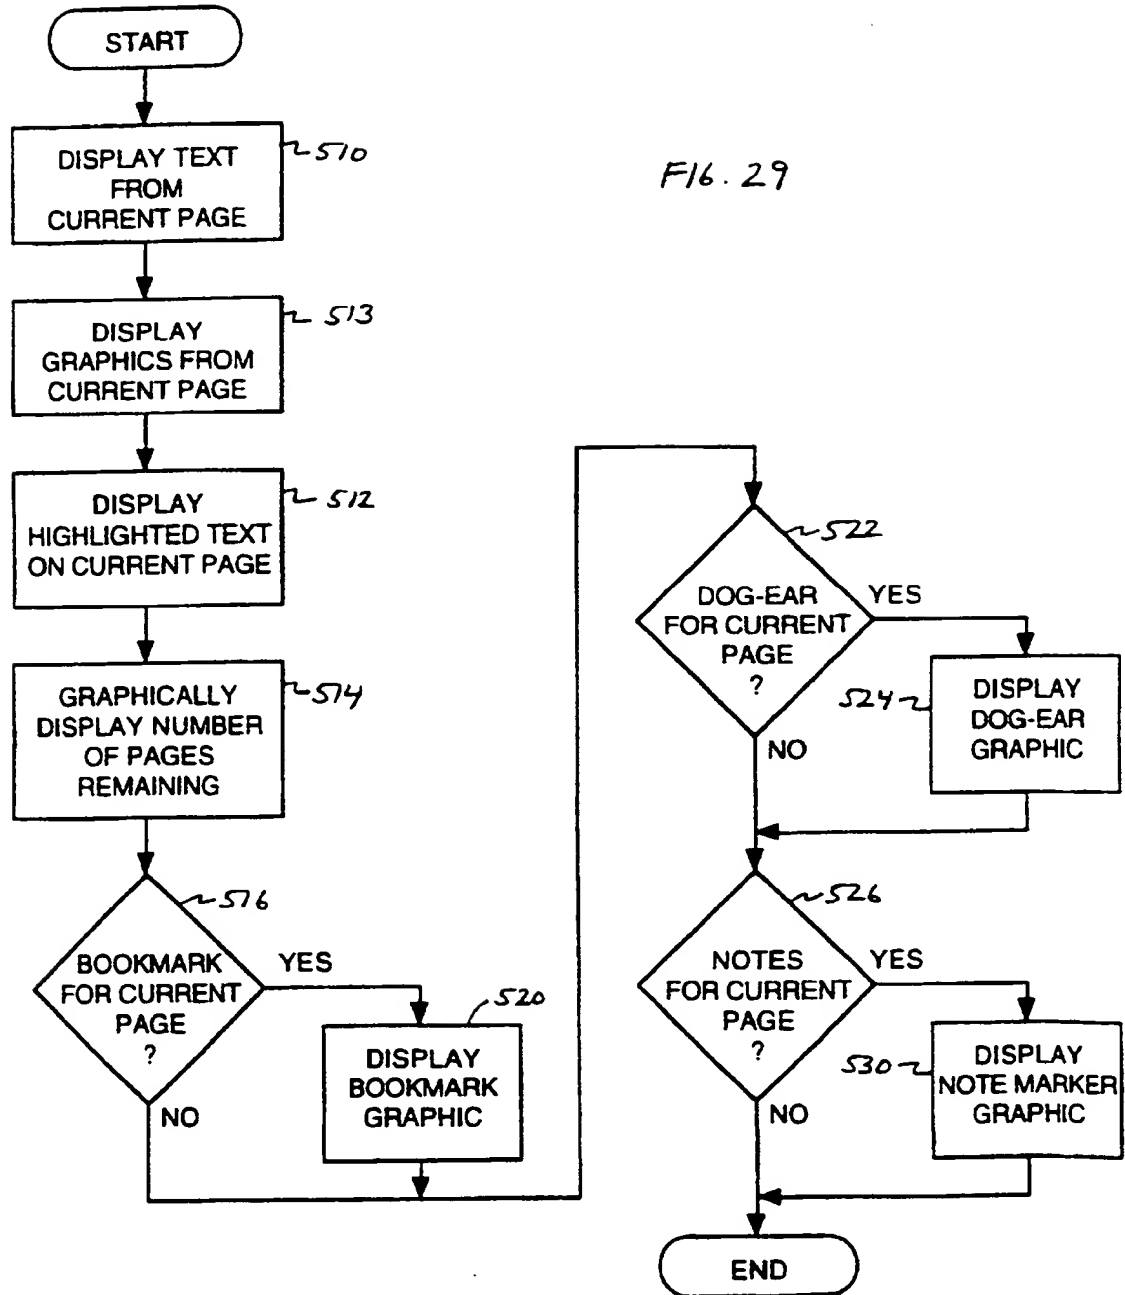 START
DISPLAY TEXT
FROM
CURRENT PAGE
510
FIG. 29
DISPLAY
GRAPHICS FROM
CURRENT PAGE
513
DISPLAY
HIGHLIGHTED TEXT
ON CURRENT PAGE
512
GRAPHICALLY
DISPLAY NUMBER
OF PAGES
REMAINING
514
BOOKMARK
FOR CURRENT
PAGE
?
516
YES
NO
DISPLAY
BOOKMARK
GRAPHIC
520
DOG-EAR
FOR CURRENT
PAGE
?
522
YES
NO
DISPLAY
DOG-EAR
GRAPHIC
524
NOTES
FOR CURRENT
PAGE
?
526
YES
NO
DISPLAY
NOTE MARKER
GRAPHIC
530
END